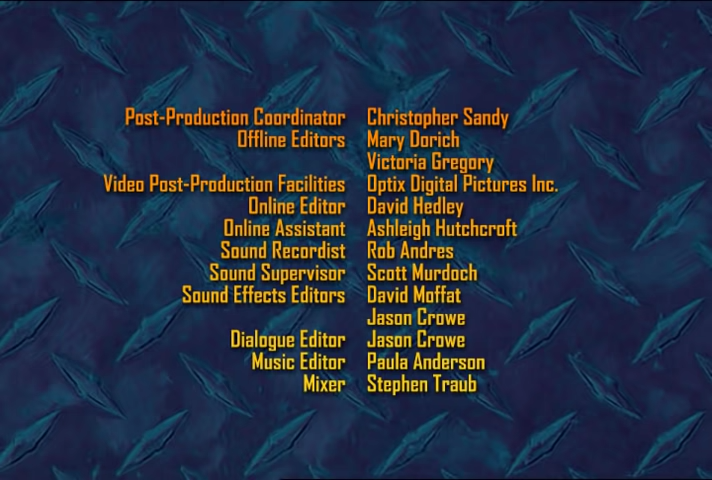 Post-Production Coordinator Christopher Sandy
Offline Editors Mary Dorich
Victoria Gregory
Video Post-Production Facilities Optix Digital Pictures Inc.
Online Editor David Hedley
Online Assistant Ashleigh Hutchcroft
Sound Recordist Rob Andres
Sound Supervisor Scott Murdoch
Sound Effects Editors David Moffat
Jason Crowe
Dialogue Editor Jason Crowe
Music Editor Paula Anderson
Mixer Stephen Traub